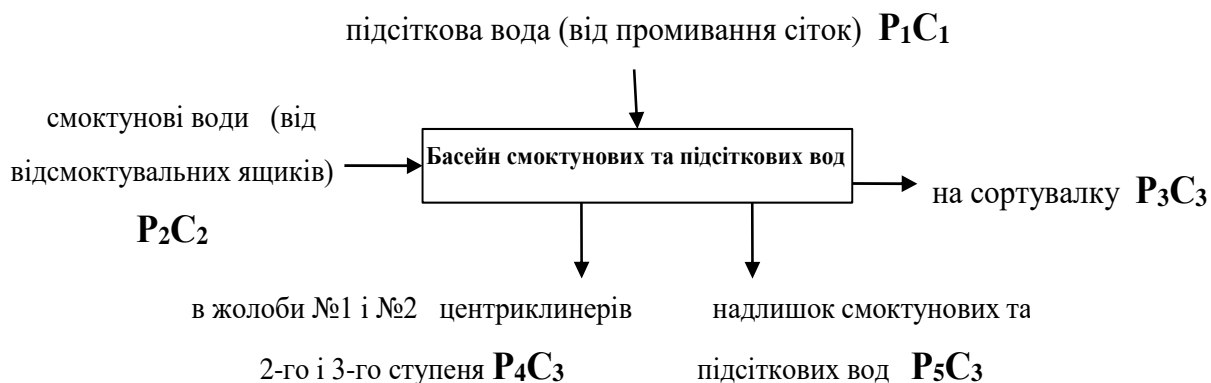 підсіткова вода (від промивання сіток) P₁C₁
смоктунові води (від
відсмоктувальних ящиків)
P₂C₂
Басейн смоктунових та підсіткових вод
на сортувалку P₃C₃
в жолоби №1 і №2 центриклинерів
2-го і 3-го ступеня P₄C₃
надлишок смоктунових та
підсіткових вод P₅C₃